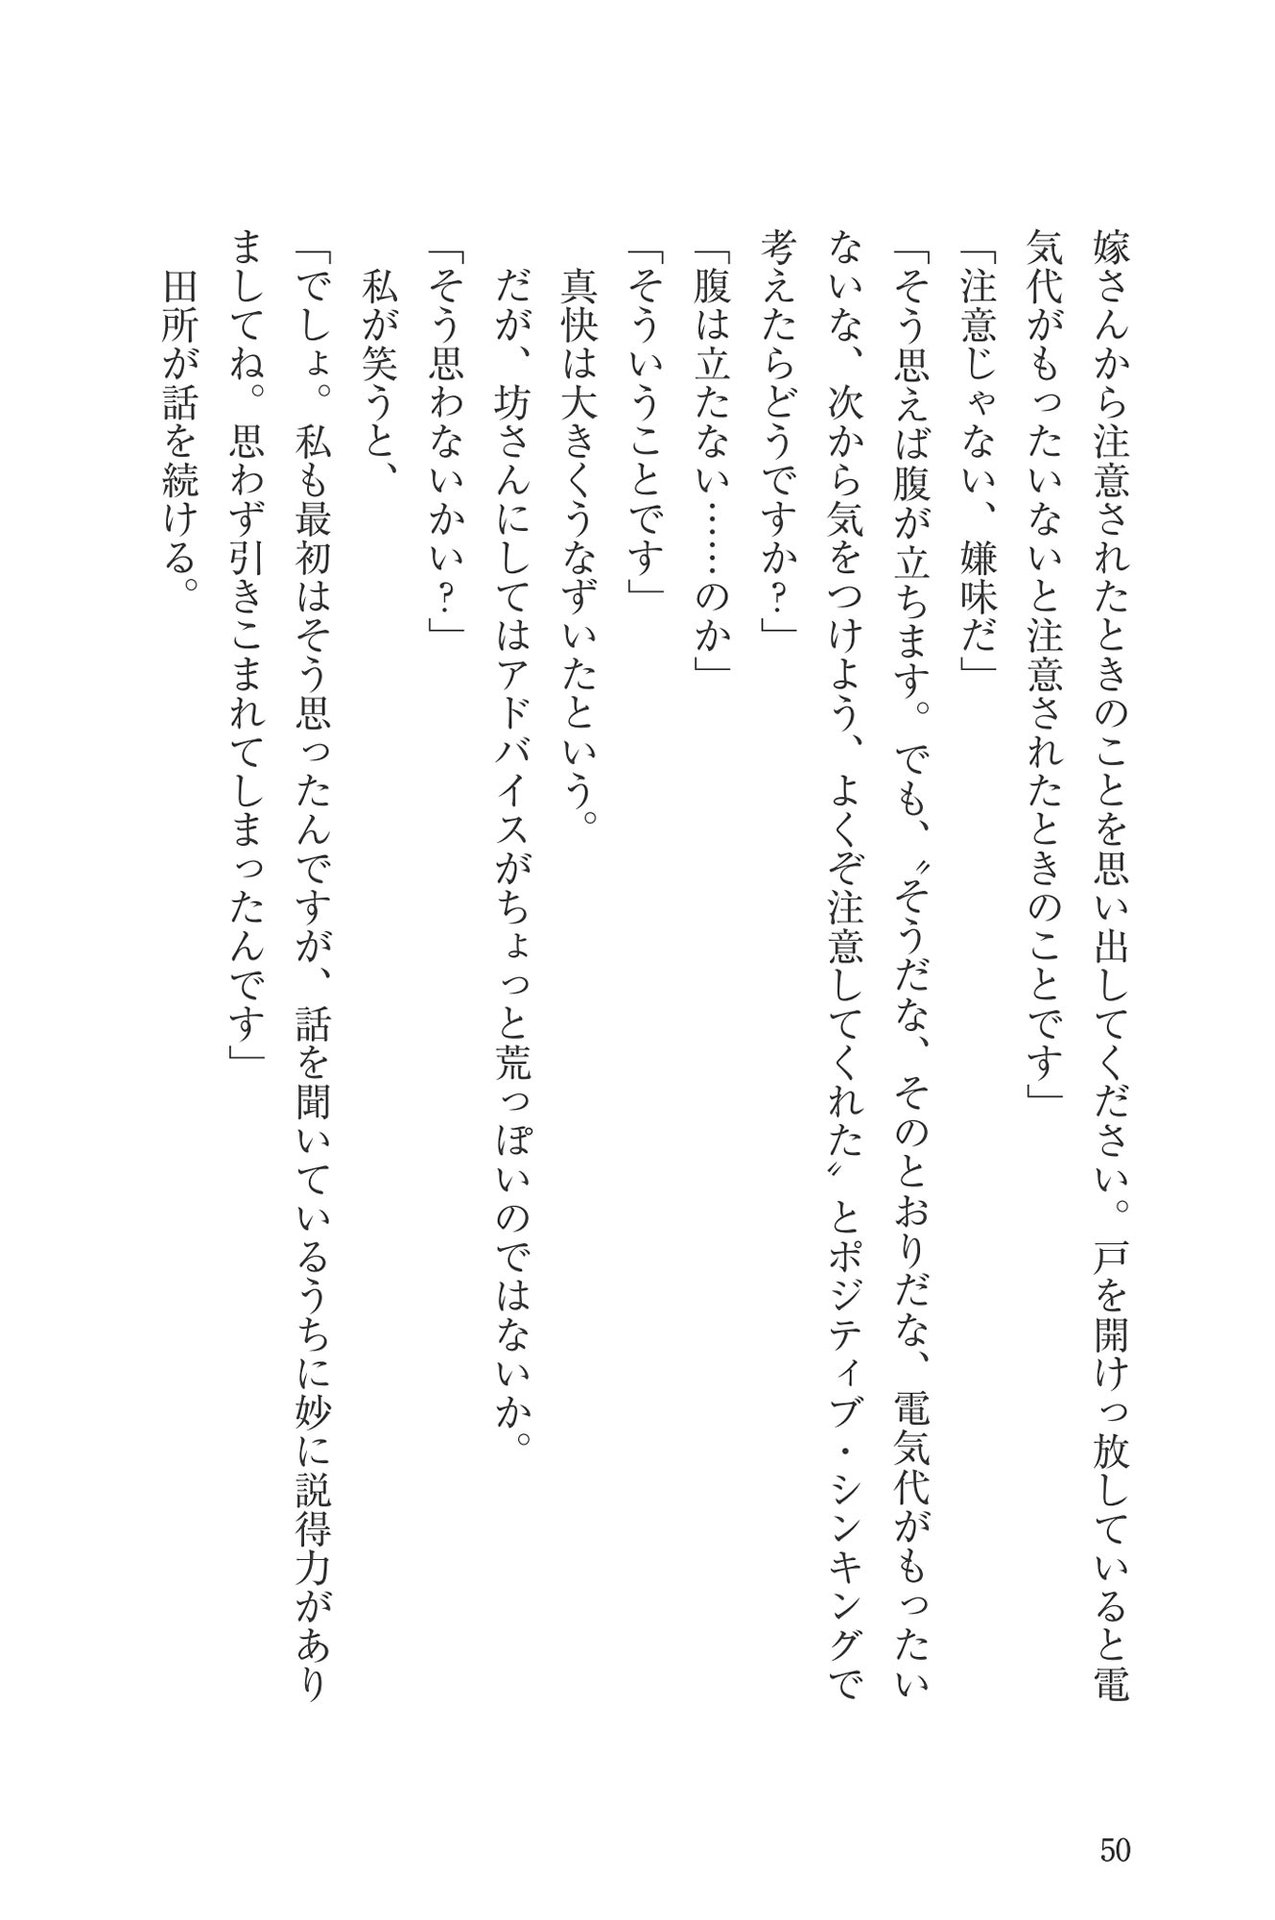 嫁さんから注意されたときのことを思い出してください。戸を開けっ放していると電
気代がもったいないと注意されたときのことです」
「注意じゃない、嫌味だ」
「そう思えば腹が立ちます。でも、〝そうだな、そのとおりだな、電気代がもったい
ないな、次から気をつけよう、よくぞ注意してくれた〟とポジティブ・シンキングで
考えたらどうですか?」
「腹は立たない……のか」
「そういうことです」
真快は大きくうなずいたという。
だが、坊さんにしてはアドバイスがちょっと荒っぽいのではないか。
「そう思わないかい?」
私が笑うと、
「でしょ。私も最初はそう思ったんですが、話を聞いているうちに妙に説得力があり
ましてね。思わず引きこまれてしまったんです」
田所が話を続ける。
50